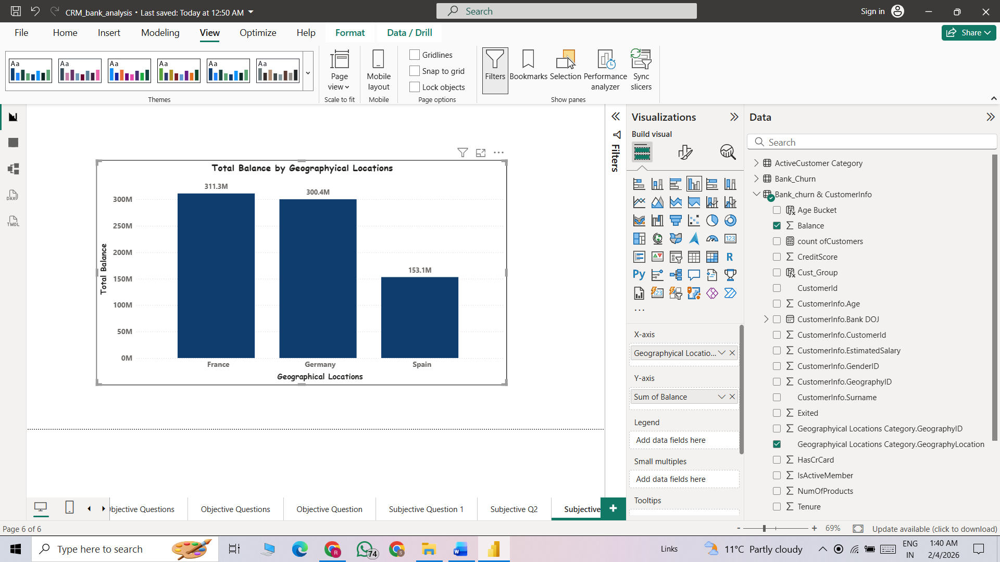 CRM_bank_analysis • Last saved: Today at 12:50 AM
Search
Sign in
File
Home
Insert
Modeling
View
Optimize
Help
Format
Data / Drill
Share
Aa
Aa
Aa
Aa
Aa
Aa
Themes
Page view
Scale to fit
Mobile layout
Mobile
Gridlines
Snap to grid
Lock objects
Page options
Filters
Bookmarks
Selection
Performance analyzer
Sync slicers
Show panes
DAX
TMDL
Total Balance by Geographyical Locations
Total Balance
300M
250M
200M
150M
100M
50M
0M
311.3M
300.4M
153.1M
France
Germany
Spain
Geographical Locations
Filters
Visualizations
Build visual
123
R
Py
123
...
X-axis
Geographyical Locatio...
Y-axis
Sum of Balance
Legend
Add data fields here
Small multiples
Add data fields here
Tooltips
Data
Search
ActiveCustomer Category
Bank_Churn
Bank_churn & CustomerInfo
Age Bucket
Balance
count ofCustomers
CreditScore
Cust_Group
CustomerId
CustomerInfo.Age
CustomerInfo.Bank DOJ
CustomerInfo.CustomerId
CustomerInfo.EstimatedSalary
CustomerInfo.GenderID
CustomerInfo.GeographyID
CustomerInfo.Surname
Exited
Geographyical Locations Category.GeographyID
Geographyical Locations Category.GeographyLocation
HasCrCard
IsActiveMember
NumOfProducts
Tenure
bjective Questions
Objective Questions
Objective Question
Subjective Question 1
Subjective Q2
Subjective
Page 6 of 6
69%
Update available (click to download)
Type here to search
R
74
S
Links
11°C Partly cloudy
ENG
IN
1:40 AM
2/4/2026